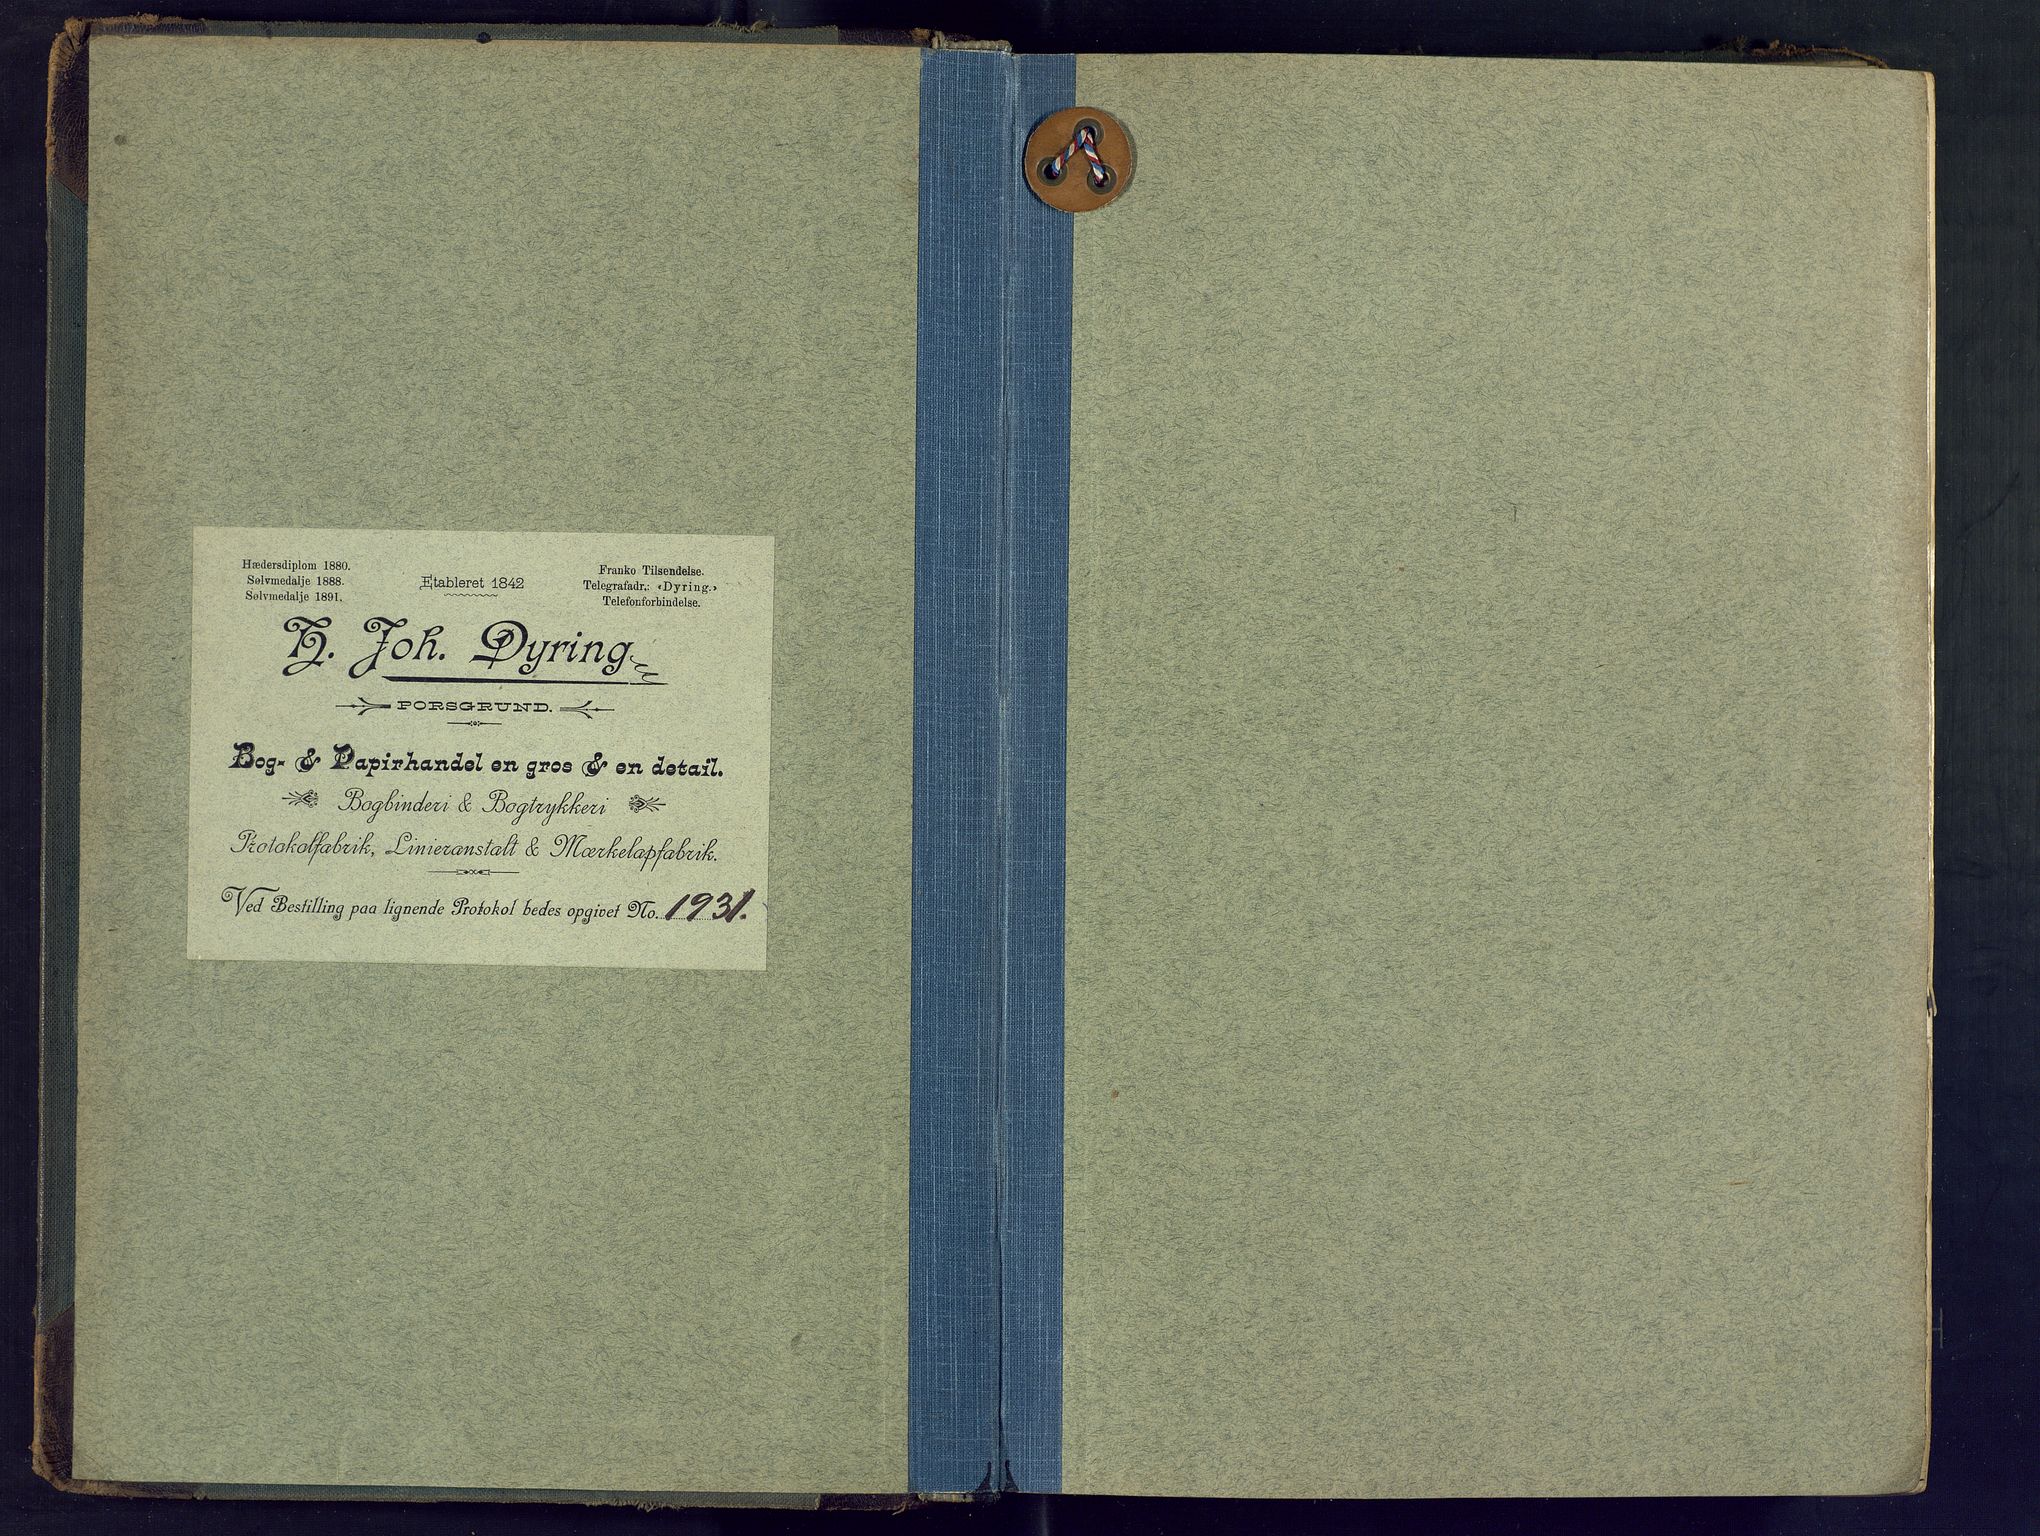 Hædersdiplom 1880.
Sølvmedalje 1888.
Sølvmedalje 1891.
Etableret 1842
Franko Tilsendelse.
Telegrafadr.: «Dyring.»
Telefonforbindelse.
H. Joh. Dyring
PORSGRUND.
Bog- & Papirhandel en gros & en detail.
Bogbinderi & Bogtrykkeri
Protokolfabrik, Linieranstalt & Mærkelapfabrik.
Ved Bestilling paa lignende Protokol bedes opgivet No. 1931.